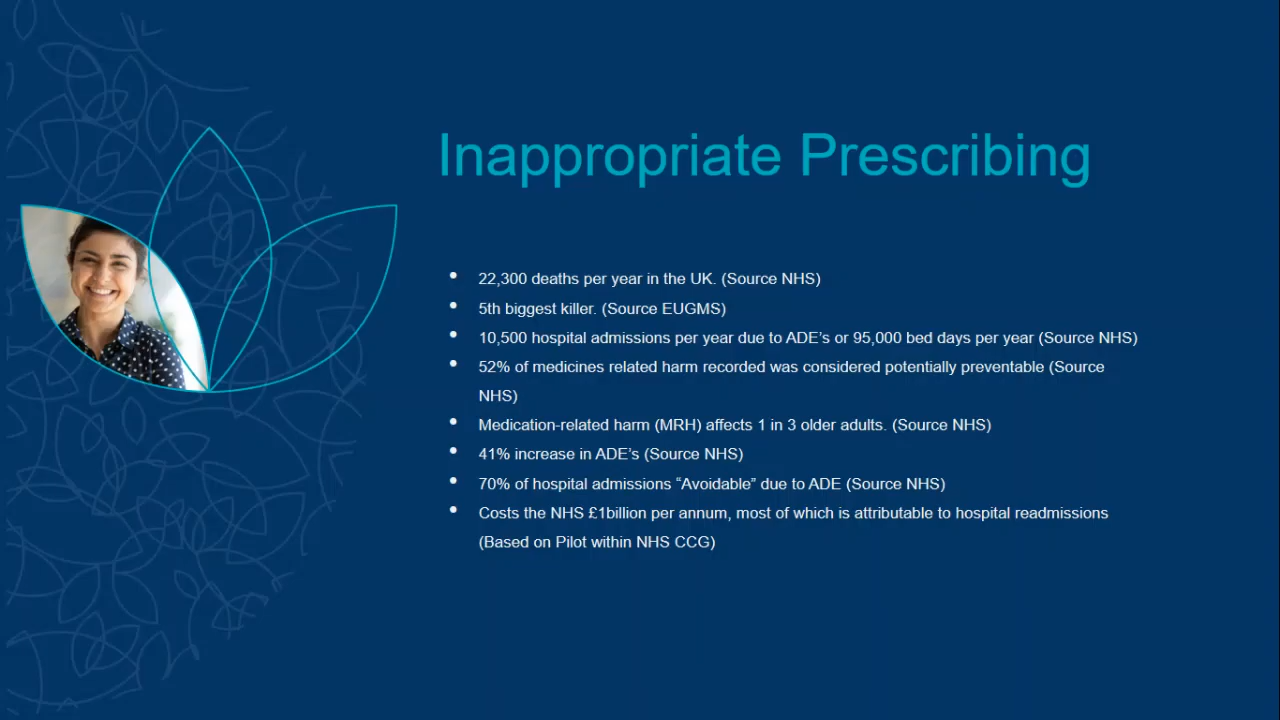 Inappropriate Prescribing
• 22,300 deaths per year in the UK. (Source NHS)
• 5th biggest killer. (Source EUGMS)
• 10,500 hospital admissions per year due to ADE’s or 95,000 bed days per year (Source NHS)
• 52% of medicines related harm recorded was considered potentially preventable (Source
NHS)
• Medication-related harm (MRH) affects 1 in 3 older adults. (Source NHS)
• 41% increase in ADE’s (Source NHS)
• 70% of hospital admissions “Avoidable” due to ADE (Source NHS)
• Costs the NHS £1billion per annum, most of which is attributable to hospital readmissions
(Based on Pilot within NHS CCG)